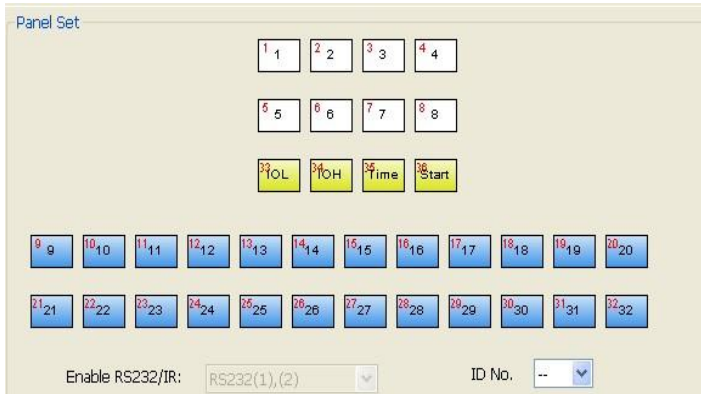 Panel Set
1 1 2 2 3 3 4 4
5 5 6 6 7 7 8 8
33 IOL 34 IOH 35 Time 36 Start
9 9 10 10 11 11 12 12 13 13 14 14 15 15 16 16 17 17 18 18 19 19 20 20
21 21 22 22 23 23 24 24 25 25 26 26 27 27 28 28 29 29 30 30 31 31 32 32
Enable RS232/IR: RS232(1),(2) ID No. --